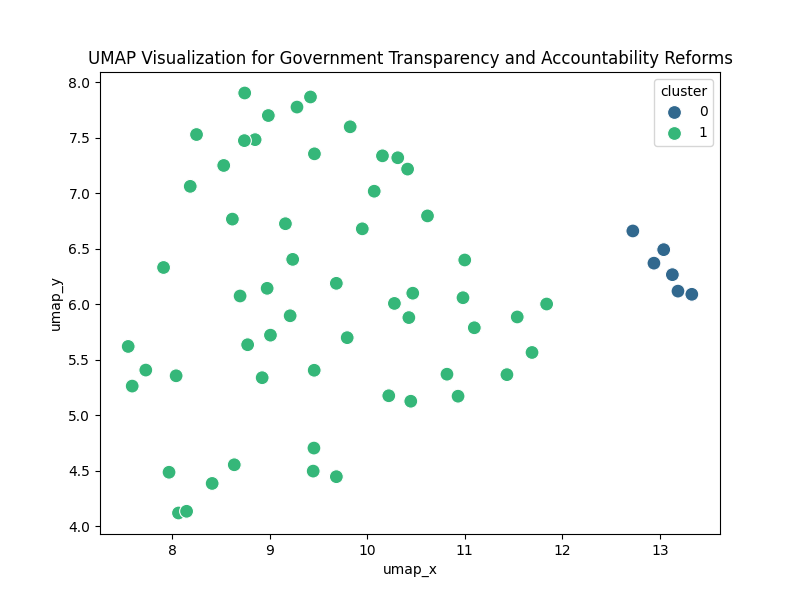 UMAP Visualization for Government Transparency and Accountability Reforms
cluster
0
1
8.0
7.5
7.0
6.5
6.0
5.5
5.0
4.5
4.0
umap_y
8 9 10 11 12 13
umap_x